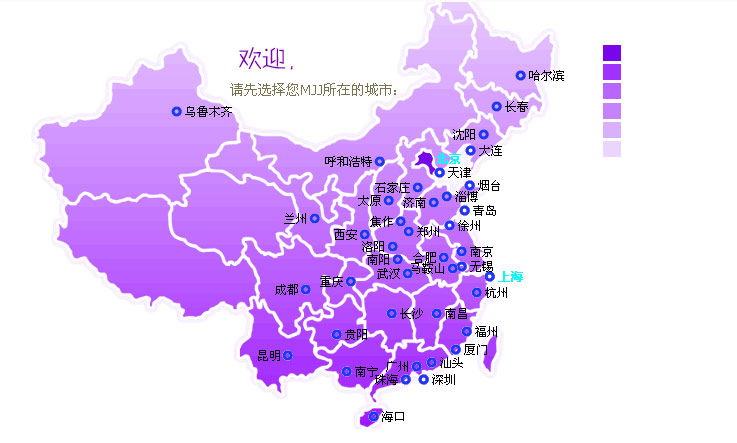 欢迎，
请先选择您MJJ所在的城市：
哈尔滨
长春
乌鲁木齐
沈阳
大连
北京
呼和浩特
天津
石家庄
烟台
太原
济南
淄博
青岛
兰州
焦作
徐州
西安
郑州
洛阳
南京
南阳
合肥
马鞍山
无锡
武汉
上海
重庆
成都
杭州
长沙
南昌
福州
贵阳
厦门
昆明
汕头
广州
南宁
珠海
深圳
海口